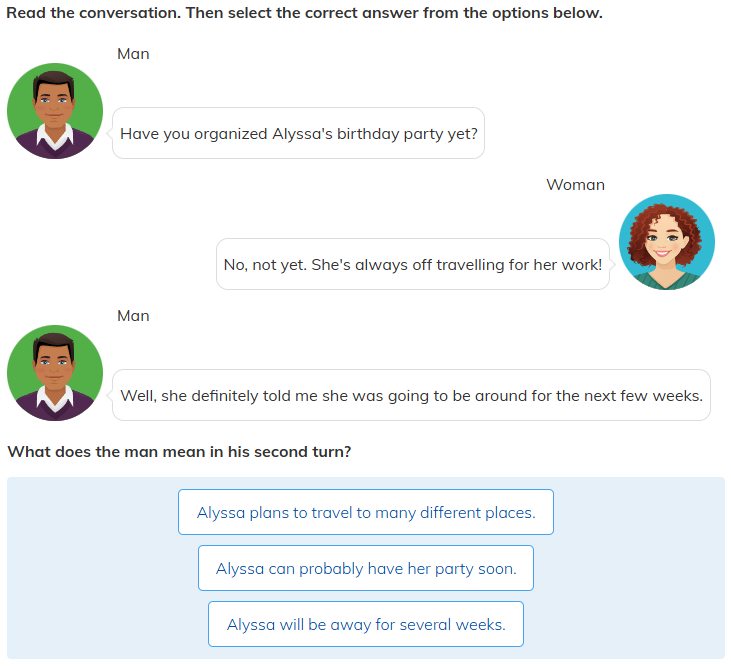 Read the conversation. Then select the correct answer from the options below.
Man
Have you organized Alyssa's birthday party yet?
Woman
No, not yet. She's always off travelling for her work!
Man
Well, she definitely told me she was going to be around for the next few weeks.
What does the man mean in his second turn?
Alyssa plans to travel to many different places.
Alyssa can probably have her party soon.
Alyssa will be away for several weeks.